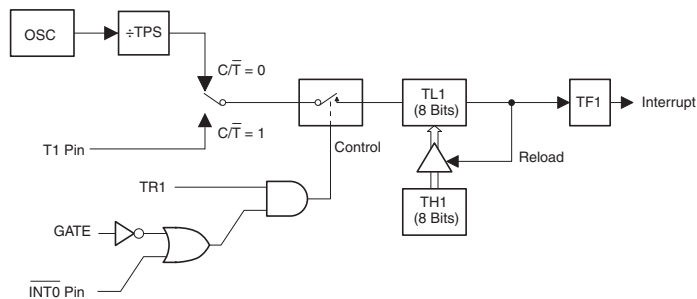 OSC
÷TPS
C/T̅ = 0
C/T̅ = 1
T1 Pin
TL1
(8 Bits)
TF1
Interrupt
Control
Reload
TR1
TH1
(8 Bits)
GATE
I̅N̅T̅0̅ Pin